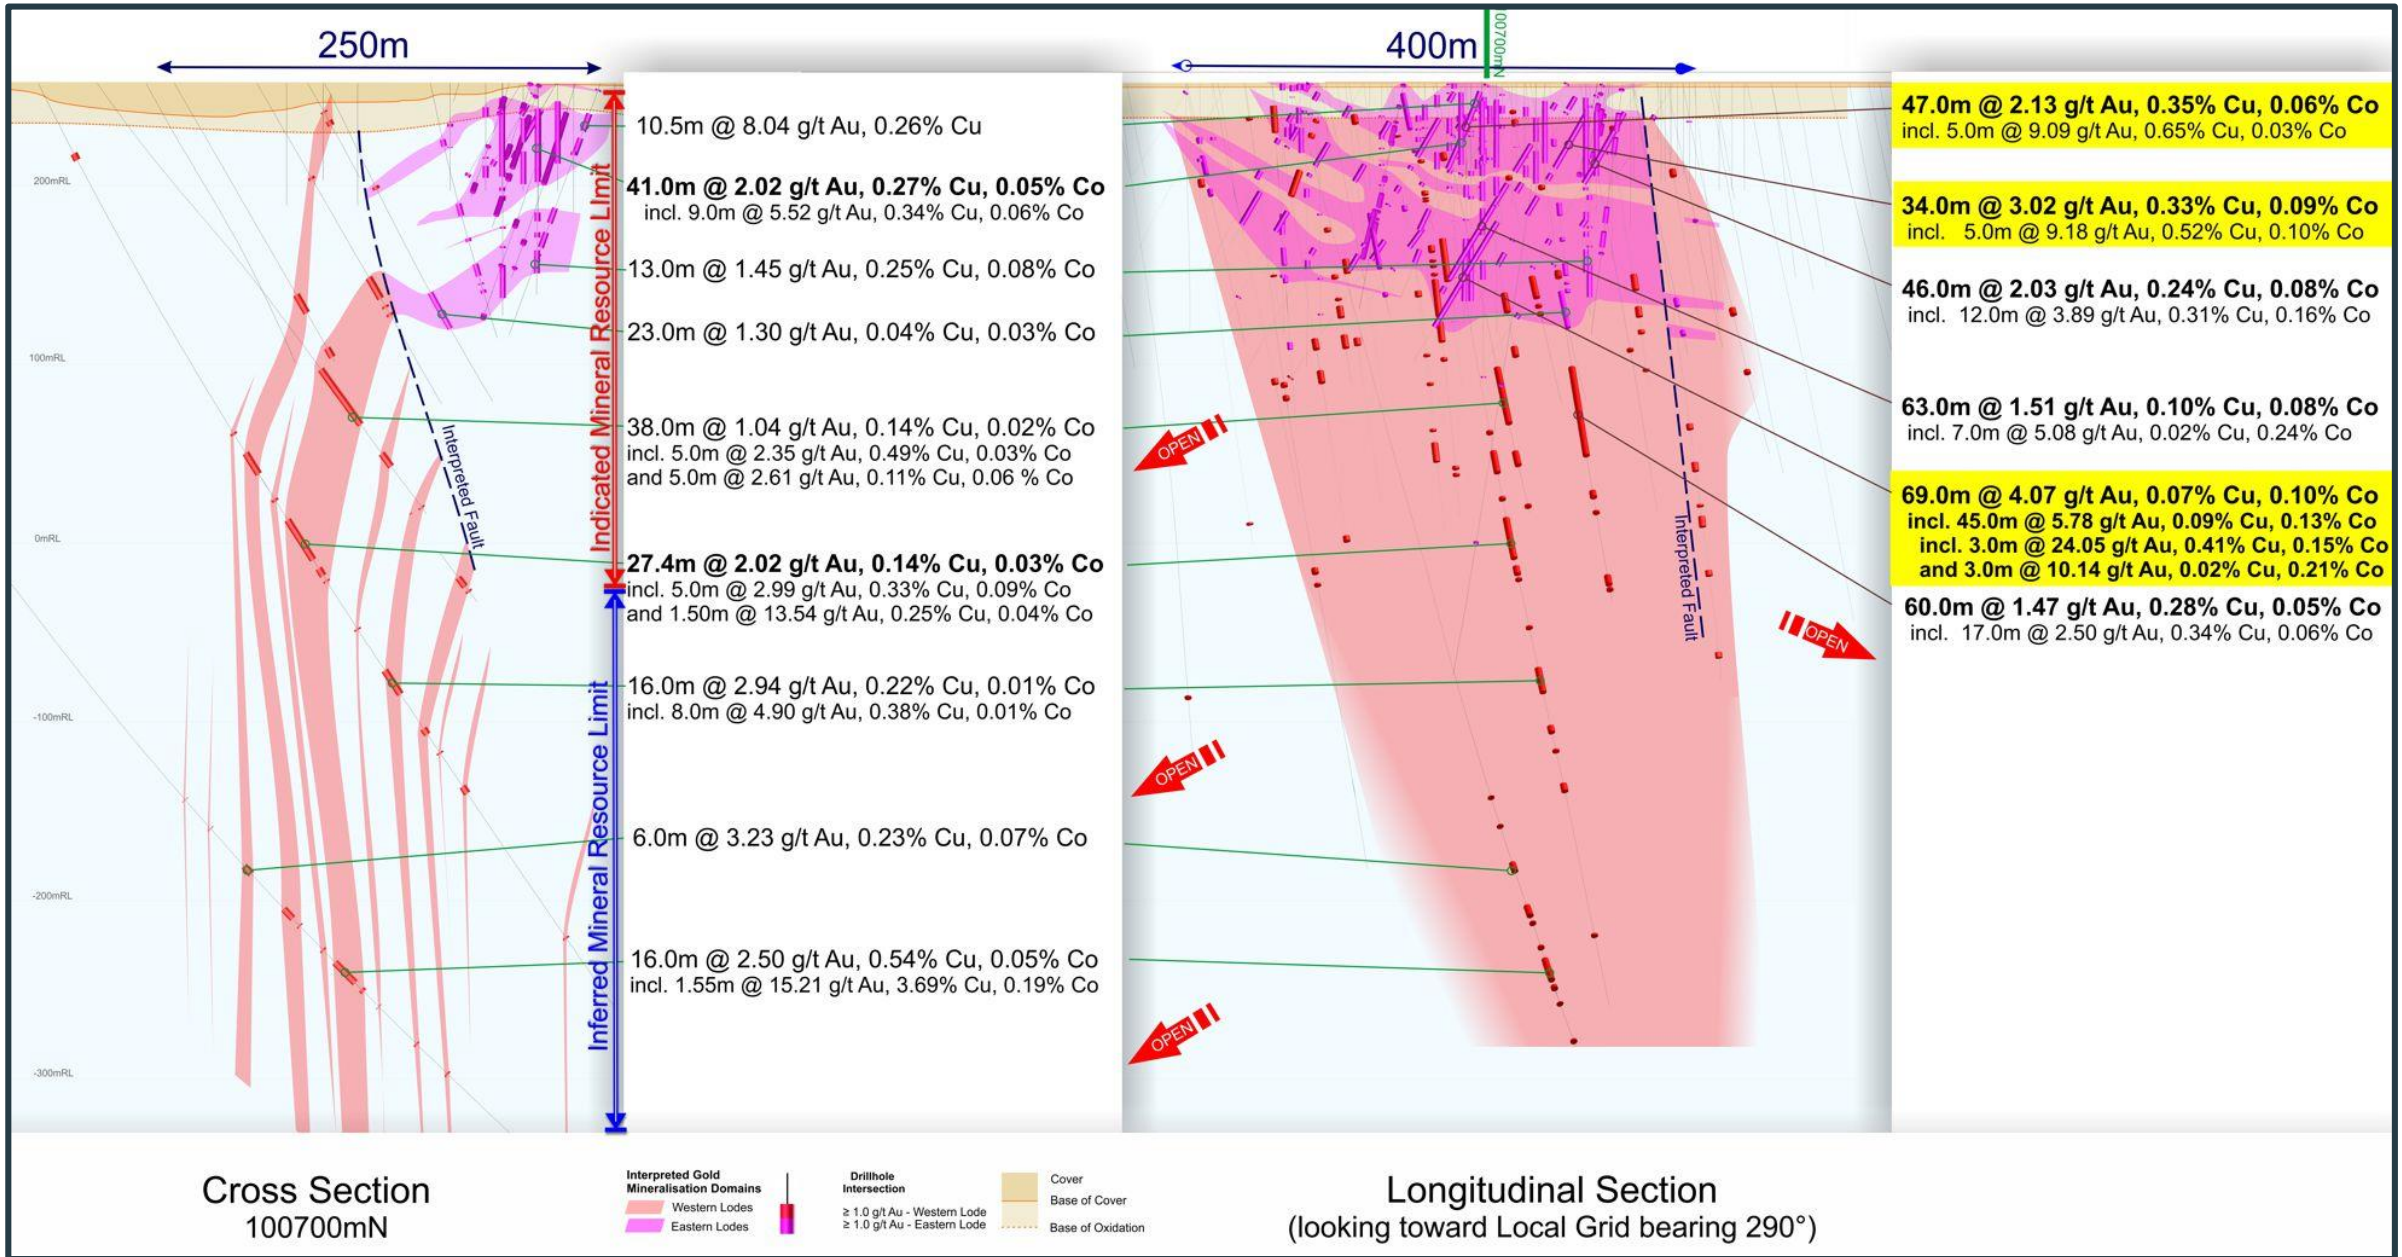 250m
400m
00700mN
200mRL
100mRL
0mRL
-100mRL
-200mRL
-300mRL
Interpreted Fault
Indicated Mineral Resource Limit
Inferred Mineral Resource Limit
10.5m @ 8.04 g/t Au, 0.26% Cu
41.0m @ 2.02 g/t Au, 0.27% Cu, 0.05% Co
incl. 9.0m @ 5.52 g/t Au, 0.34% Cu, 0.06% Co
13.0m @ 1.45 g/t Au, 0.25% Cu, 0.08% Co
23.0m @ 1.30 g/t Au, 0.04% Cu, 0.03% Co
38.0m @ 1.04 g/t Au, 0.14% Cu, 0.02% Co
incl. 5.0m @ 2.35 g/t Au, 0.49% Cu, 0.03% Co
and 5.0m @ 2.61 g/t Au, 0.11% Cu, 0.06 % Co
27.4m @ 2.02 g/t Au, 0.14% Cu, 0.03% Co
incl. 5.0m @ 2.99 g/t Au, 0.33% Cu, 0.09% Co
and 1.50m @ 13.54 g/t Au, 0.25% Cu, 0.04% Co
16.0m @ 2.94 g/t Au, 0.22% Cu, 0.01% Co
incl. 8.0m @ 4.90 g/t Au, 0.38% Cu, 0.01% Co
6.0m @ 3.23 g/t Au, 0.23% Cu, 0.07% Co
16.0m @ 2.50 g/t Au, 0.54% Cu, 0.05% Co
incl. 1.55m @ 15.21 g/t Au, 3.69% Cu, 0.19% Co
OPEN
OPEN
OPEN
Interpreted Fault
OPEN
47.0m @ 2.13 g/t Au, 0.35% Cu, 0.06% Co
incl. 5.0m @ 9.09 g/t Au, 0.65% Cu, 0.03% Co
34.0m @ 3.02 g/t Au, 0.33% Cu, 0.09% Co
incl. 5.0m @ 9.18 g/t Au, 0.52% Cu, 0.10% Co
46.0m @ 2.03 g/t Au, 0.24% Cu, 0.08% Co
incl. 12.0m @ 3.89 g/t Au, 0.31% Cu, 0.16% Co
63.0m @ 1.51 g/t Au, 0.10% Cu, 0.08% Co
incl. 7.0m @ 5.08 g/t Au, 0.02% Cu, 0.24% Co
69.0m @ 4.07 g/t Au, 0.07% Cu, 0.10% Co
incl. 45.0m @ 5.78 g/t Au, 0.09% Cu, 0.13% Co
incl. 3.0m @ 24.05 g/t Au, 0.41% Cu, 0.15% Co
and 3.0m @ 10.14 g/t Au, 0.02% Cu, 0.21% Co
60.0m @ 1.47 g/t Au, 0.28% Cu, 0.05% Co
incl. 17.0m @ 2.50 g/t Au, 0.34% Cu, 0.06% Co
Cross Section
100700mN
Interpreted Gold
Mineralisation Domains
Western Lodes
Eastern Lodes
Drillhole
Intersection
≥ 1.0 g/t Au - Western Lode
≥ 1.0 g/t Au - Eastern Lode
Cover
Base of Cover
Base of Oxidation
Longitudinal Section
(looking toward Local Grid bearing 290°)